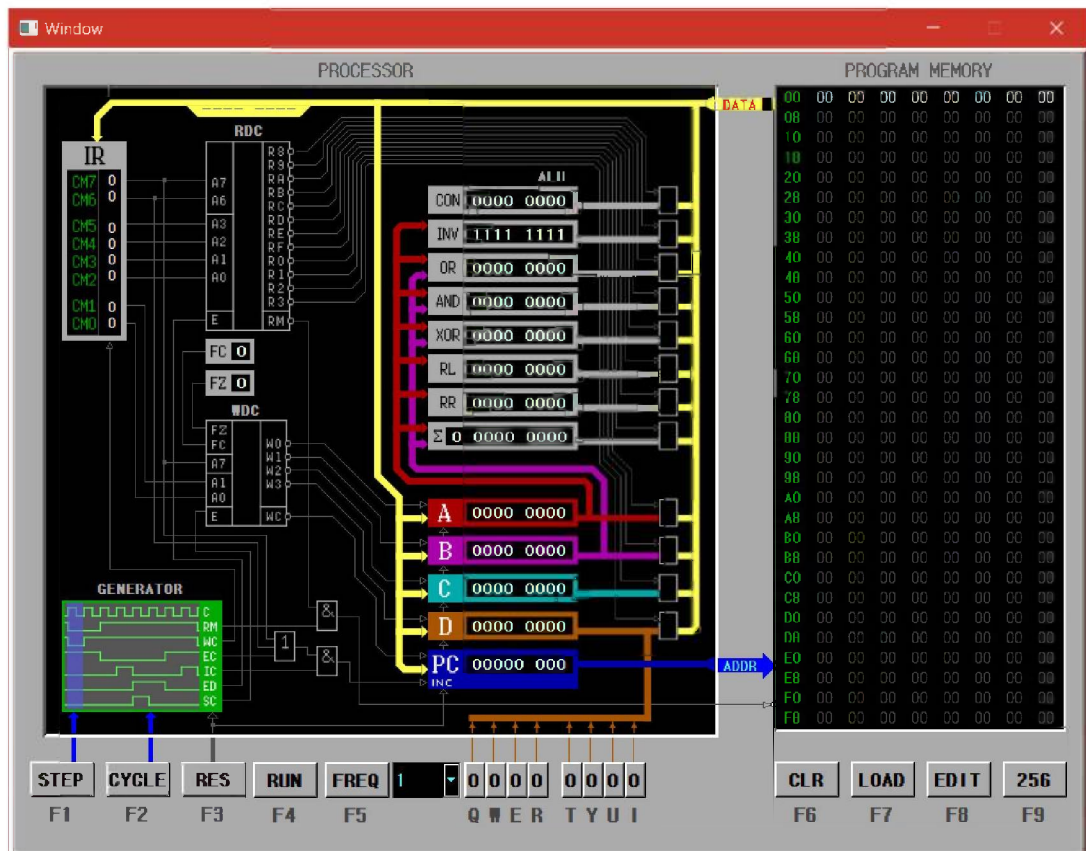 Window
PROCESSOR
PROGRAM MEMORY
DATA
IR
CM7 0
CM6 0
CM5 0
CM4 0
CM3 0
CM2 0
CM1 0
CM0 0
RDC
A7
A6
A3
A2
A1
A0
E
R8
R9
RA
RB
RC
RD
RE
RF
R0
R1
R2
R3
RM
FC 0
FZ 0
WDC
FZ
FC
A7
A1
A0
E
W0
W1
W2
W3
WC
ALU
CON 0000 0000
INV 1111 1111
OR 0000 0000
AND 0000 0000
XOR 0000 0000
RL 0000 0000
RR 0000 0000
Σ 0 0000 0000
A 0000 0000
B 0000 0000
C 0000 0000
D 0000 0000
PC 00000 000
INC
ADDR
GENERATOR
C
RM
WC
EC
IC
ED
SC
&
1
&
00 00 00 00 00 00 00 00 00
08 00 00 00 00 00 00 00 00
10 00 00 00 00 00 00 00 00
18 00 00 00 00 00 00 00 00
20 00 00 00 00 00 00 00 00
28 00 00 00 00 00 00 00 00
30 00 00 00 00 00 00 00 00
38 00 00 00 00 00 00 00 00
40 00 00 00 00 00 00 00 00
48 00 00 00 00 00 00 00 00
50 00 00 00 00 00 00 00 00
58 00 00 00 00 00 00 00 00
60 00 00 00 00 00 00 00 00
68 00 00 00 00 00 00 00 00
70 00 00 00 00 00 00 00 00
78 00 00 00 00 00 00 00 00
80 00 00 00 00 00 00 00 00
88 00 00 00 00 00 00 00 00
90 00 00 00 00 00 00 00 00
98 00 00 00 00 00 00 00 00
A0 00 00 00 00 00 00 00 00
A8 00 00 00 00 00 00 00 00
B0 00 00 00 00 00 00 00 00
B8 00 00 00 00 00 00 00 00
C0 00 00 00 00 00 00 00 00
C8 00 00 00 00 00 00 00 00
D0 00 00 00 00 00 00 00 00
D8 00 00 00 00 00 00 00 00
E0 00 00 00 00 00 00 00 00
E8 00 00 00 00 00 00 00 00
F0 00 00 00 00 00 00 00 00
F8 00 00 00 00 00 00 00 00
STEP CYCLE RES RUN FREQ 1 0 0 0 0 0 0 0 0 CLR LOAD EDIT 256
F1 F2 F3 F4 F5 Q W E R T Y U I F6 F7 F8 F9